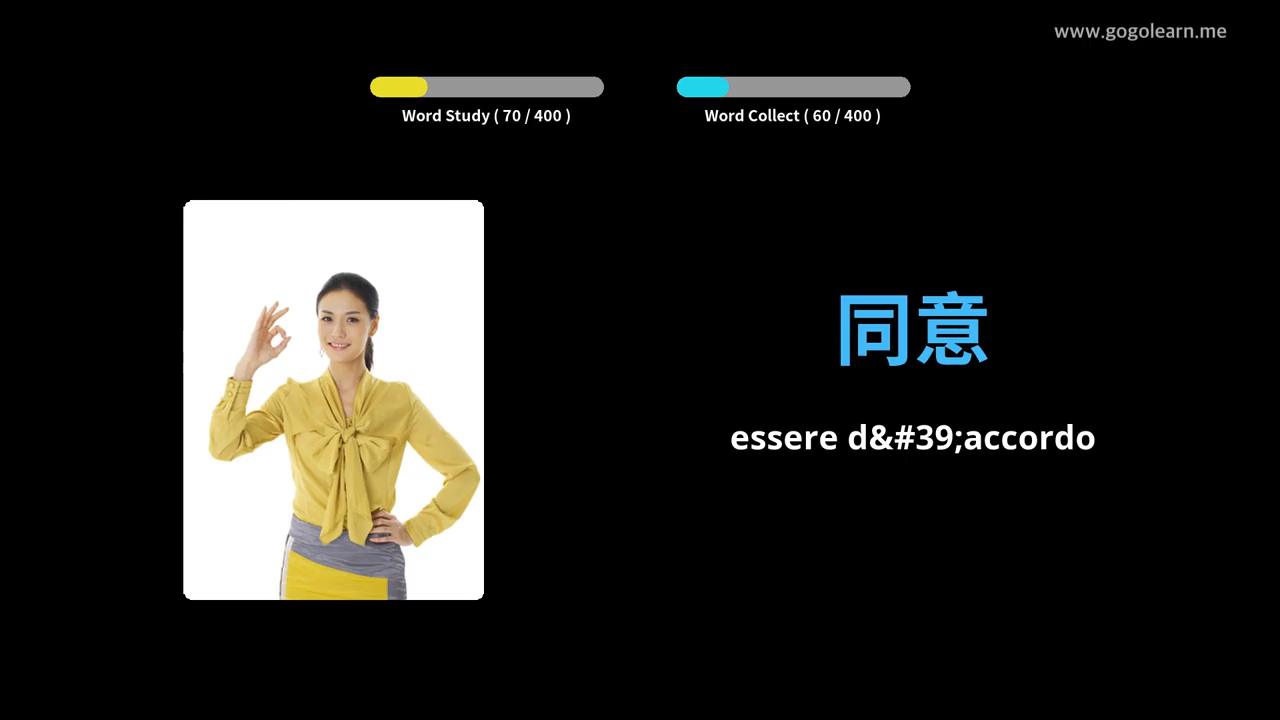 www.gogolearn.me
Word Study ( 70 / 400 )
Word Collect ( 60 / 400 )
同意
essere d&#39;accordo